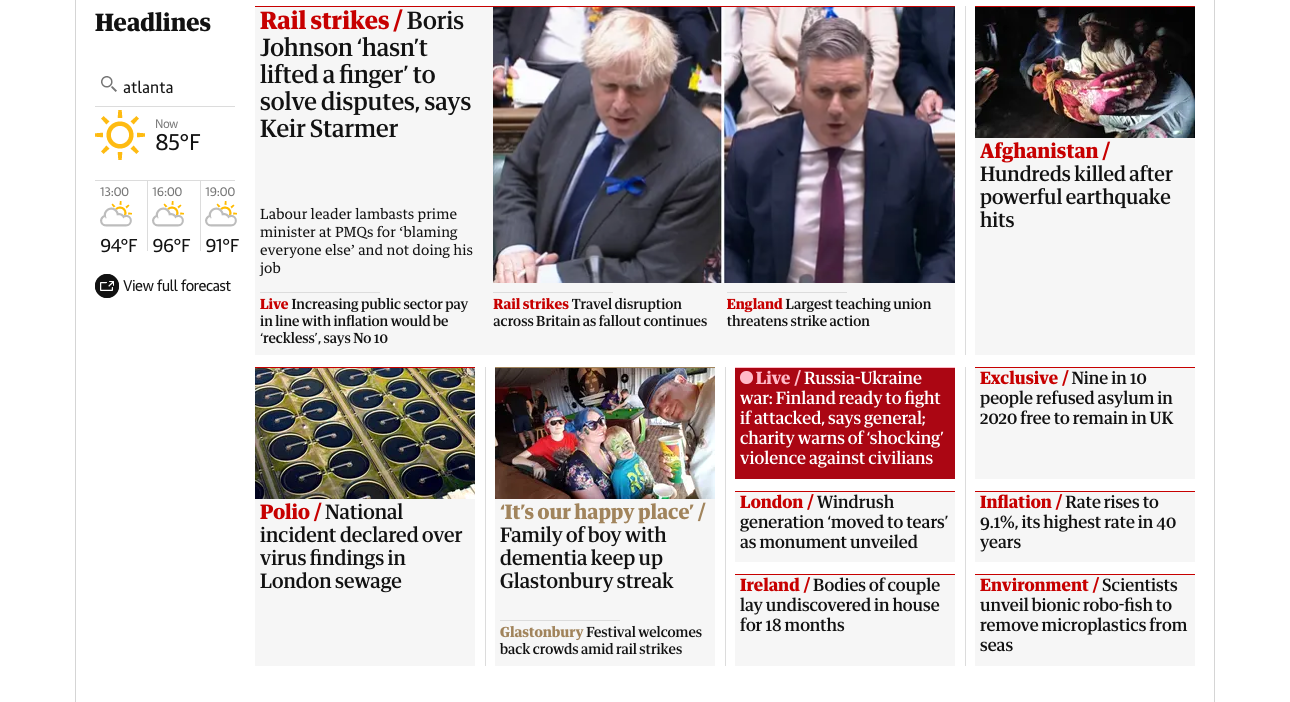 Headlines
atlanta
Now
85°F
13:00
16:00
19:00
94°F
96°F
91°F
View full forecast
Rail strikes / Boris
Johnson ‘hasn’t
lifted a finger’ to
solve disputes, says
Keir Starmer
Labour leader lambasts prime
minister at PMQs for ‘blaming
everyone else’ and not doing his
job
Live Increasing public sector pay
in line with inflation would be
‘reckless’, says No 10
Rail strikes Travel disruption
across Britain as fallout continues
England Largest teaching union
threatens strike action
Afghanistan /
Hundreds killed after
powerful earthquake
hits
Polio / National
incident declared over
virus findings in
London sewage
‘It’s our happy place’ /
Family of boy with
dementia keep up
Glastonbury streak
Glastonbury Festival welcomes
back crowds amid rail strikes
Live / Russia-Ukraine
war: Finland ready to fight
if attacked, says general;
charity warns of ‘shocking’
violence against civilians
London / Windrush
generation ‘moved to tears’
as monument unveiled
Ireland / Bodies of couple
lay undiscovered in house
for 18 months
Exclusive / Nine in 10
people refused asylum in
2020 free to remain in UK
Inflation / Rate rises to
9.1%, its highest rate in 40
years
Environment / Scientists
unveil bionic robo-fish to
remove microplastics from
seas